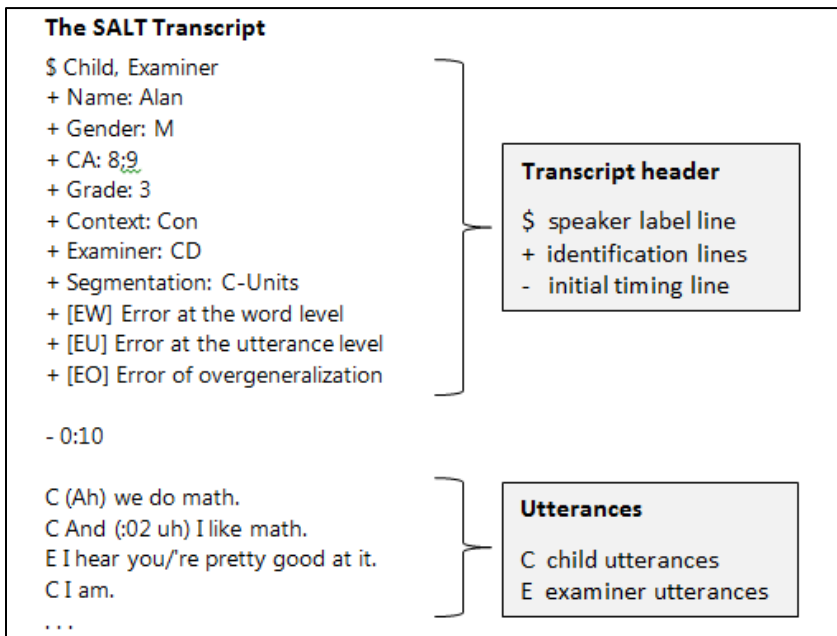 The SALT Transcript
$ Child, Examiner
+ Name: Alan
+ Gender: M
+ CA: 8;9
+ Grade: 3
+ Context: Con
+ Examiner: CD
+ Segmentation: C-Units
+ [EW] Error at the word level
+ [EU] Error at the utterance level
+ [EO] Error of overgeneralization
Transcript header
$ speaker label line
+ identification lines
- initial timing line
- 0:10
C (Ah) we do math.
C And (:02 uh) I like math.
E I hear you/'re pretty good at it.
C I am.
. . .
Utterances
C child utterances
E examiner utterances